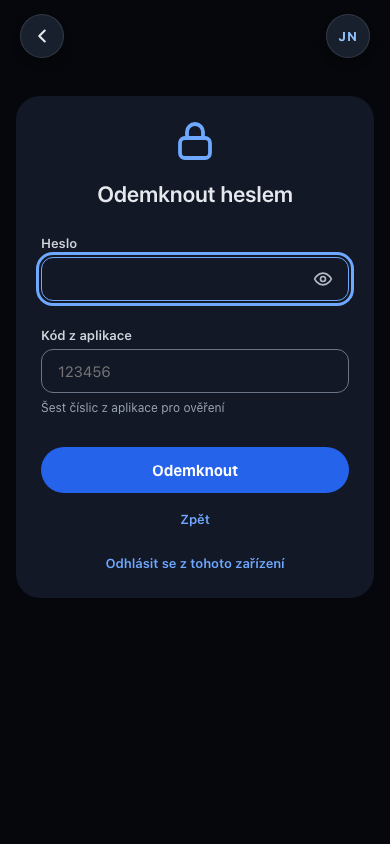 JN
Odemknout heslem
Heslo
Kód z aplikace
123456
Šest číslic z aplikace pro ověření
Odemknout
Zpět
Odhlásit se z tohoto zařízení